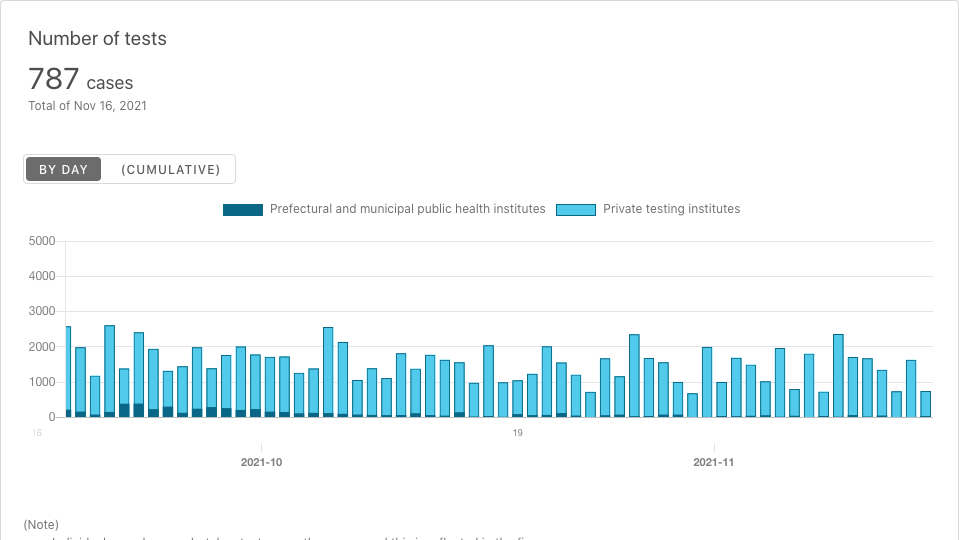 Number of tests
787 cases
Total of Nov 16, 2021
BY DAY (CUMULATIVE)
Prefectural and municipal public health institutes Private testing institutes
5000
4000
3000
2000
1000
0
16 19
2021-10 2021-11
(Note)